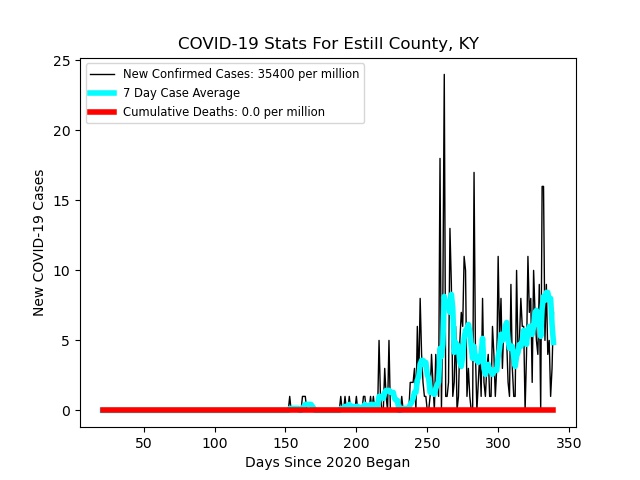 COVID-19 Stats For Estill County, KY
New Confirmed Cases: 35400 per million
7 Day Case Average
Cumulative Deaths: 0.0 per million
New COVID-19 Cases
25
20
15
10
5
0
50
100
150
200
250
300
350
Days Since 2020 Began